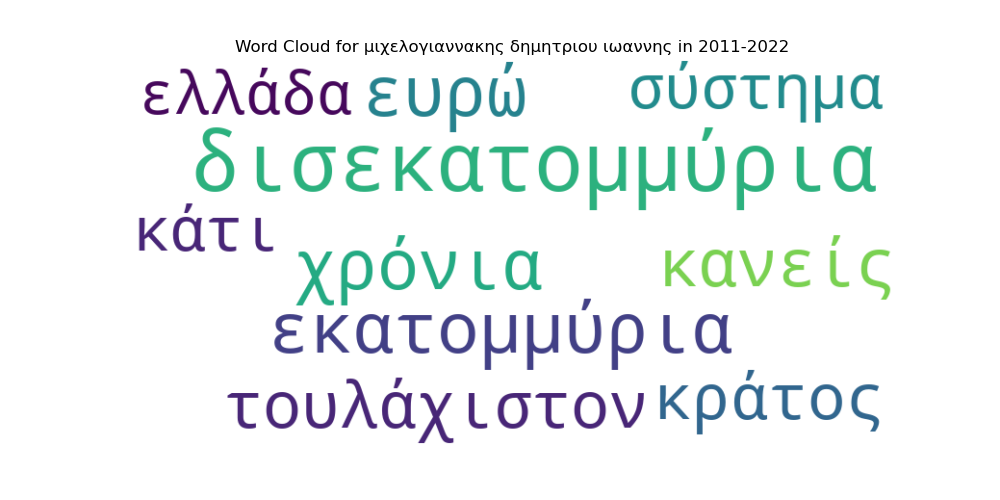 Word Cloud for μιχελογιαννακης δημητριου ιωαννης in 2011-2022
ελλάδα ευρώ σύστημα
δισεκατομμύρια
κάτι
χρόνια κανείς
εκατομμύρια
τουλάχιστον κράτος